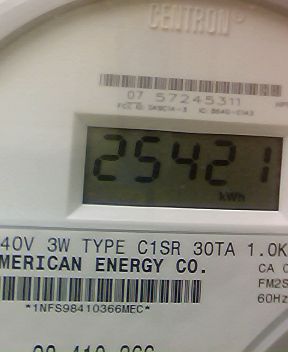 CENTRON®
07 57245311
25421
kWh
40V 3W TYPE C1SR 30TA 1.0K
MERICAN ENERGY CO.
CA 0
FM2S
60Hz
*1NFS98410366MEC*